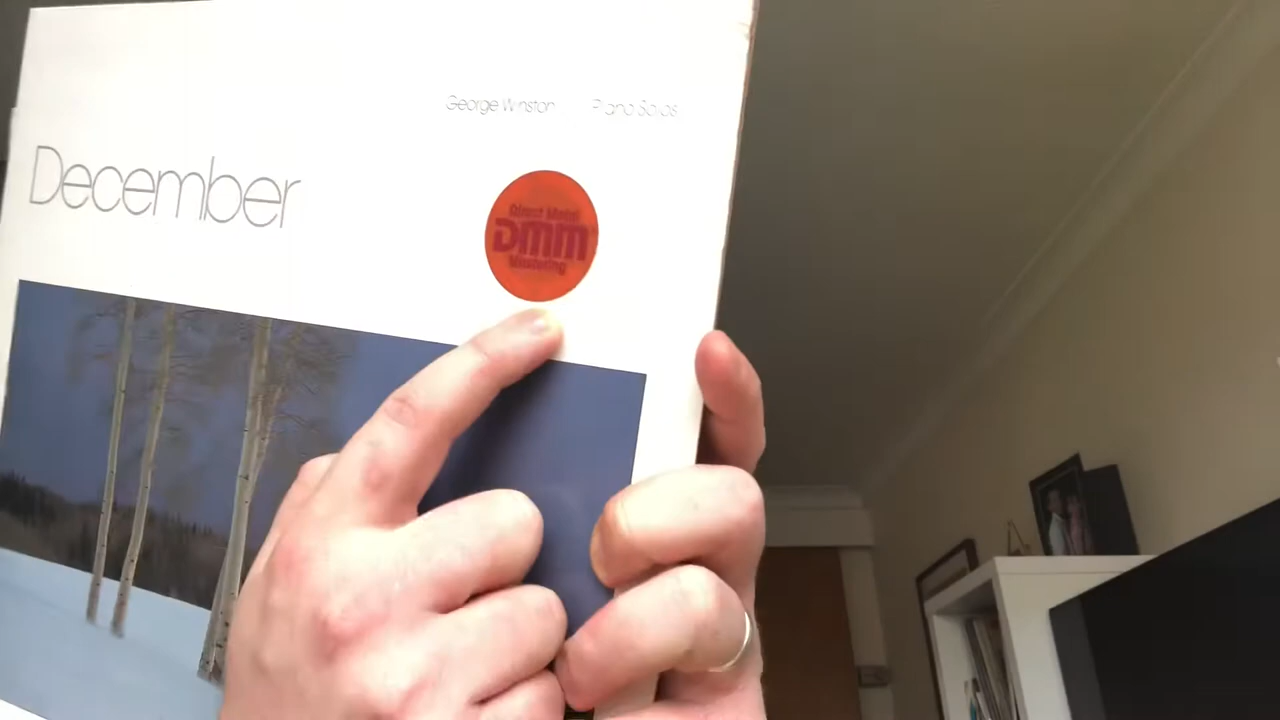 George Winston Piano Solos
December
Direct Metal
DMM
Mastering